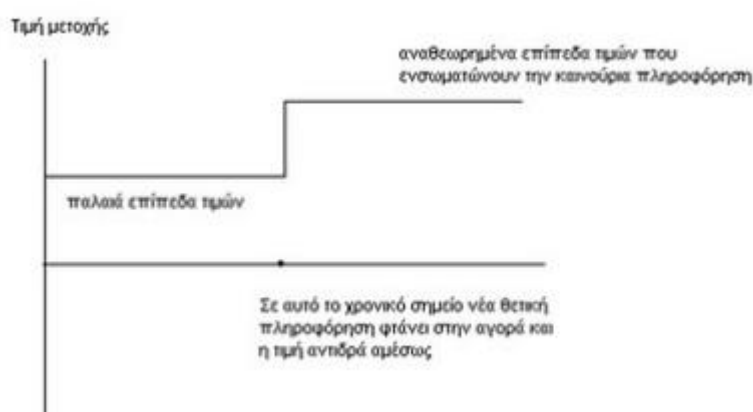 Τιμή μετοχής
αναθεωρημένα επίπεδα τιμών που
ενσωματώνουν την καινούρια πληροφόρηση
παλαιά επίπεδα τιμών
Σε αυτό το χρονικό σημείο νέα θετική
πληροφόρηση φτάνει στην αγορά και
η τιμή αντιδρά αμέσως